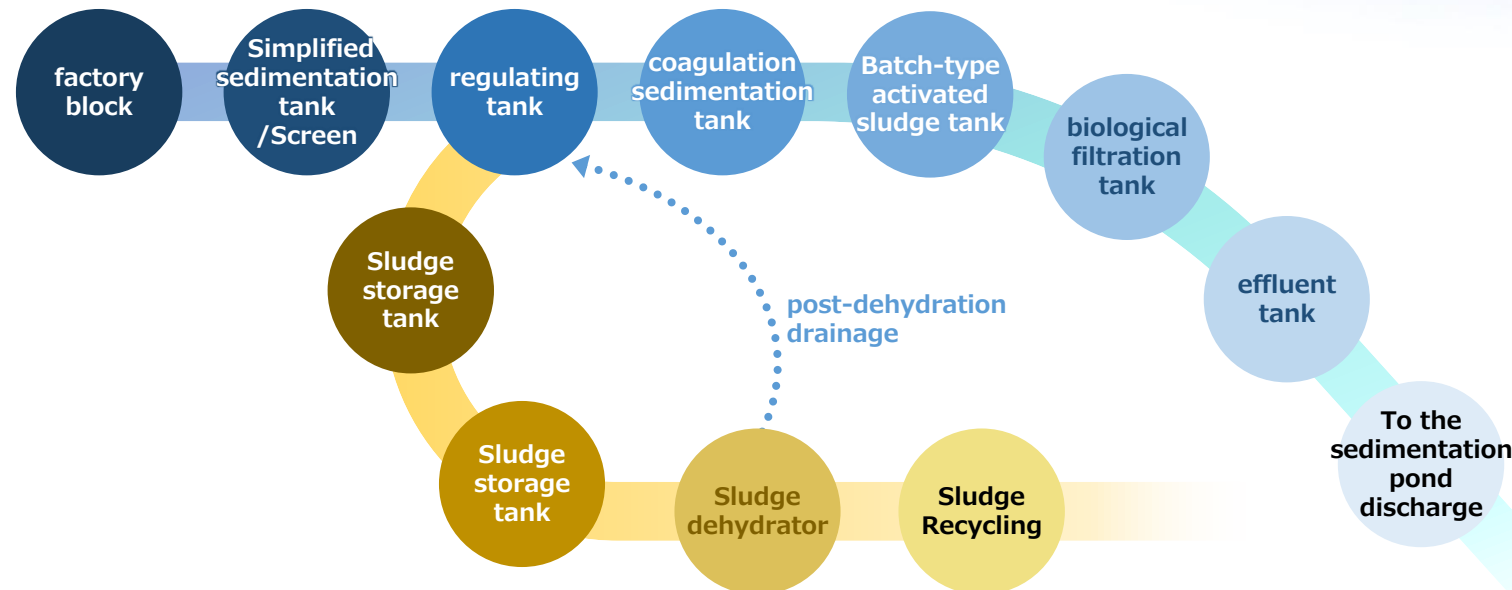 factory
block
Simplified
sedimentation
tank
/Screen
regulating
tank
coagulation
sedimentation
tank
Batch-type
activated
sludge tank
biological
filtration
tank
effluent
tank
To the
sedimentation
pond
discharge
Sludge
storage
tank
post-dehydration
drainage
Sludge
storage
tank
Sludge
dehydrator
Sludge
Recycling